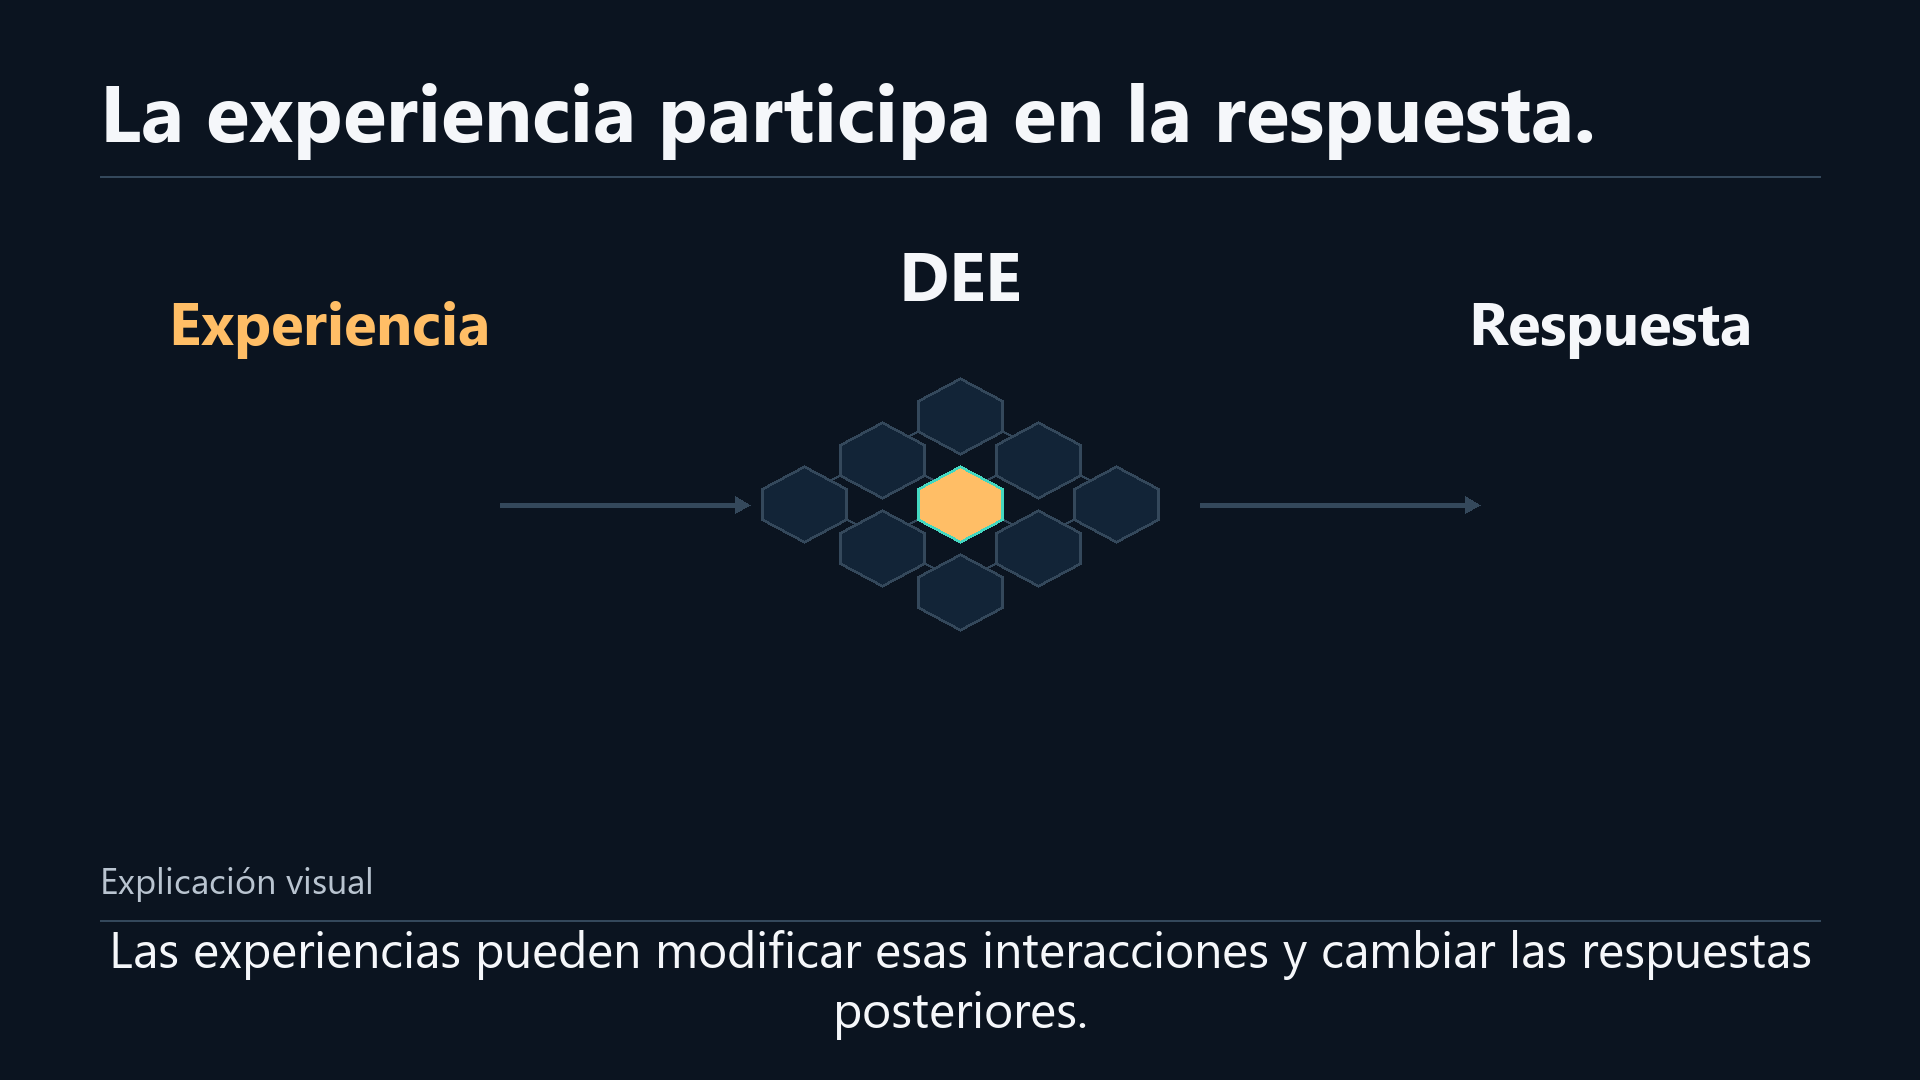 La experiencia participa en la respuesta.
DEE
Experiencia
Respuesta
Explicación visual
Las experiencias pueden modificar esas interacciones y cambiar las respuestas
posteriores.